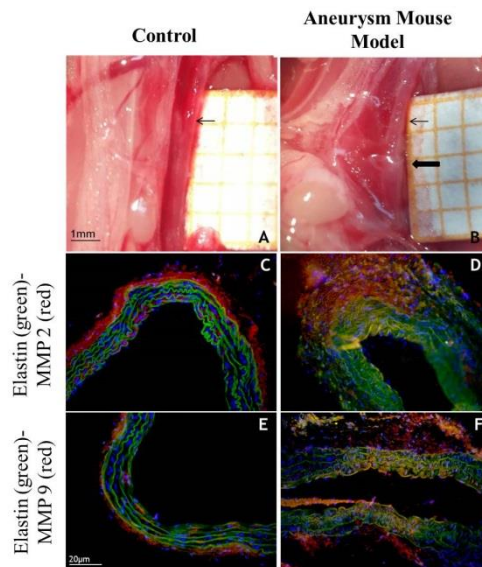 Control
Aneurysm Mouse
Model
1mm
A
B
Elastin (green)-
MMP 2 (red)
C
D
Elastin (green)-
MMP 9 (red)
E
F
20µm